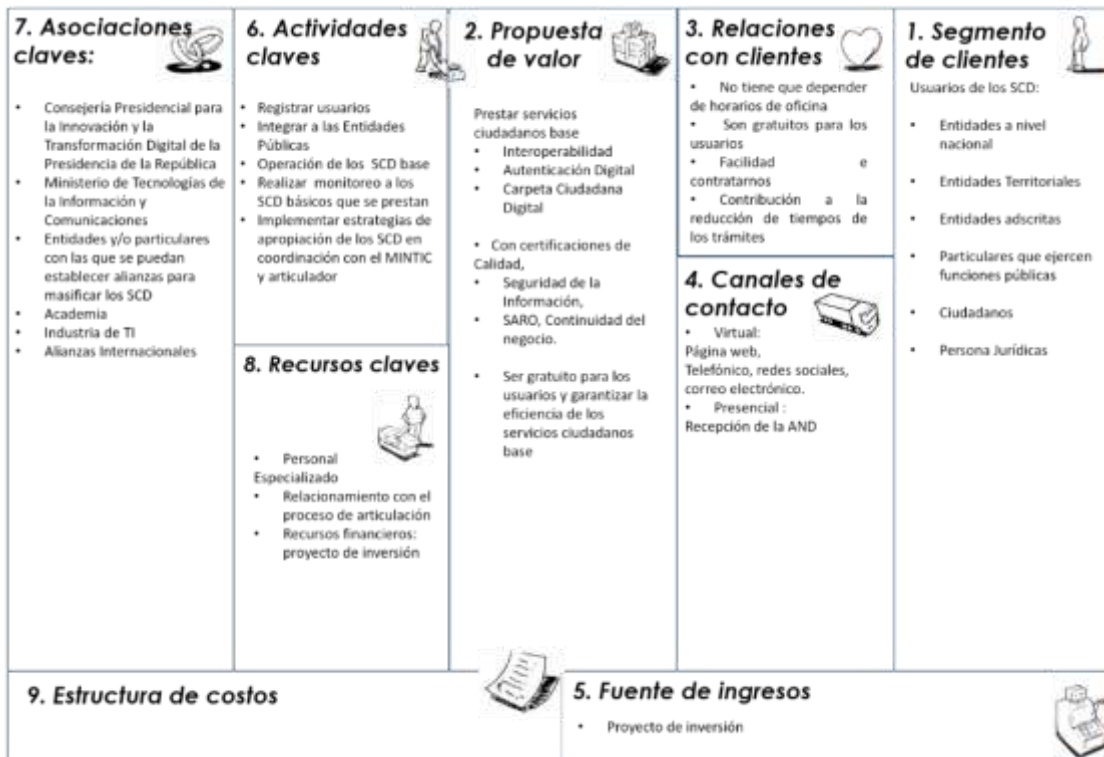 7. Asociaciones
claves:
• Consejería Presidencial para
la Innovación y la
Transformación Digital de la
Presidencia de la República
• Ministerio de Tecnologías de
la Información y
Comunicaciones
• Entidades y/o particulares
con las que se puedan
establecer alianzas para
masificar los SCD
• Academia
• Industria de TI
• Alianzas Internacionales
6. Actividades
claves
• Registrar usuarios
• Integrar a las Entidades
Públicas
• Operación de los SCD base
• Realizar monitoreo a los
SCD básicos que se prestan
• Implementar estrategias de
apropiación de los SCD en
coordinación con el MINTIC
y articulador
8. Recursos claves
• Personal
Especializado
• Relacionamiento con el
proceso de articulación
• Recursos financieros:
proyecto de inversión
2. Propuesta
de valor
Prestar servicios
ciudadanos base
• Interoperabilidad
• Autenticación Digital
• Carpeta Ciudadana
Digital
• Con certificaciones de
Calidad,
• Seguridad de la
Información,
• SARO, Continuidad del
negocio.
• Ser gratuito para los
usuarios y garantizar la
eficiencia de los
servicios ciudadanos
base
3. Relaciones
con clientes
• No tiene que depender
de horarios de oficina
• Son gratuitos para los
usuarios
• Facilidad e
contratarnos
• Contribución a la
reducción de tiempos de
los trámites
4. Canales de
contacto
• Virtual:
Página web,
Telefónico, redes sociales,
correo electrónico.
• Presencial :
Recepción de la AND
1. Segmento
de clientes
Usuarios de los SCD:
• Entidades a nivel
nacional
• Entidades Territoriales
• Entidades adscritas
• Particulares que ejercen
funciones públicas
• Ciudadanos
• Persona Jurídicas
9. Estructura de costos
5. Fuente de ingresos
• Proyecto de inversión